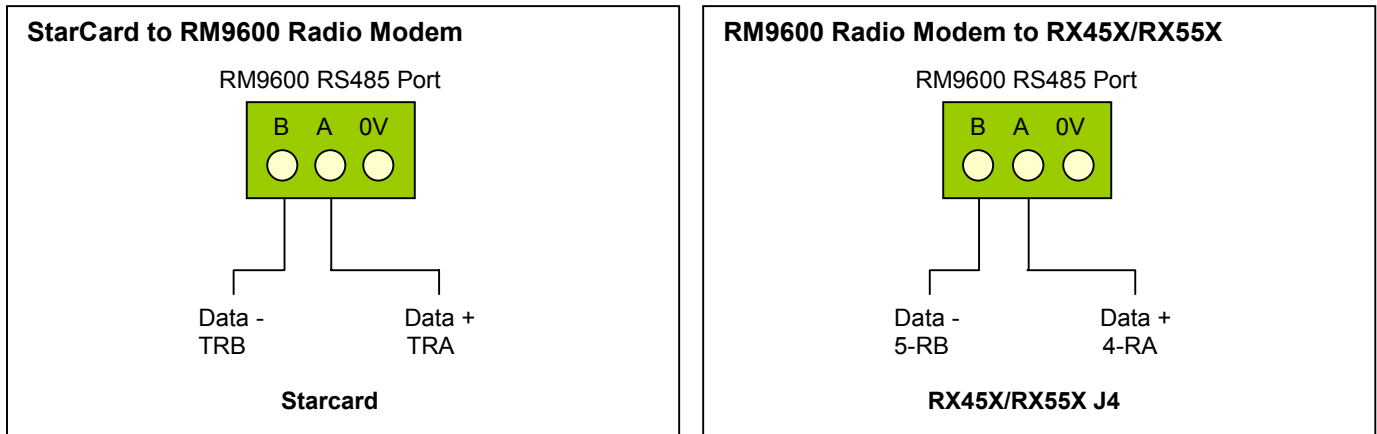 StarCard to RM9600 Radio Modem
RM9600 RS485 Port
B A 0V
Data - Data +
TRB TRA
Starcard
RM9600 Radio Modem to RX45X/RX55X
RM9600 RS485 Port
B A 0V
Data - Data +
5-RB 4-RA
RX45X/RX55X J4